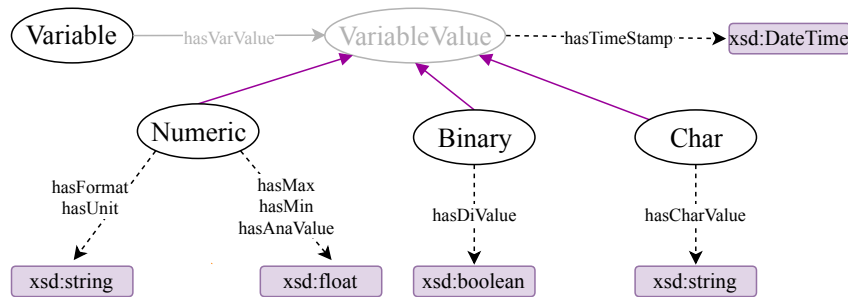 Variable
hasVarValue
VariableValue
hasTimeStamp
xsd:DateTime
Numeric
Binary
Char
hasFormat
hasUnit
hasMax
hasMin
hasAnaValue
hasDiValue
hasCharValue
xsd:string
xsd:float
xsd:boolean
xsd:string